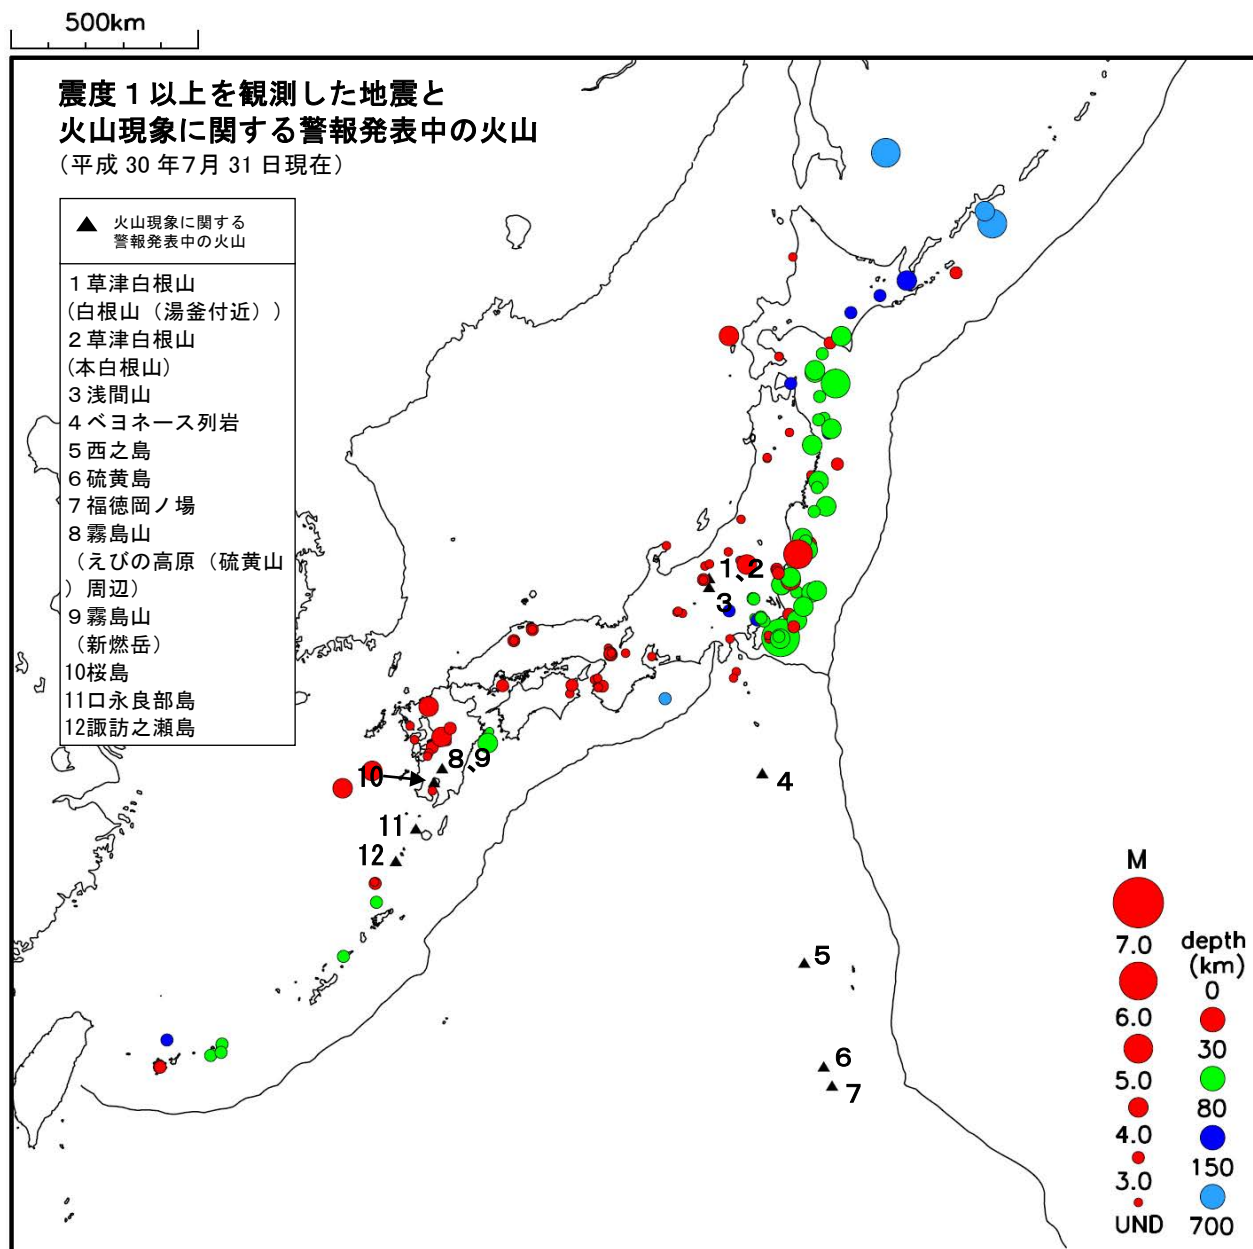 500km
震度１以上を観測した地震と
火山現象に関する警報発表中の火山
（平成 30 年7月 31 日現在）
▲ 火山現象に関する
警報発表中の火山
１草津白根山
(白根山（湯釜付近）)
２草津白根山
(本白根山)
３浅間山
４ベヨネース列岩
５西之島
６硫黄島
７福徳岡ノ場
８霧島山
（えびの高原（硫黄山
）周辺）
９霧島山
（新燃岳）
10桜島
11口永良部島
12諏訪之瀬島
1、2
3
8、9
10
4
11
12
5
6
7
M
7.0
6.0
5.0
4.0
3.0
UND
depth
(km)
0
30
80
150
700